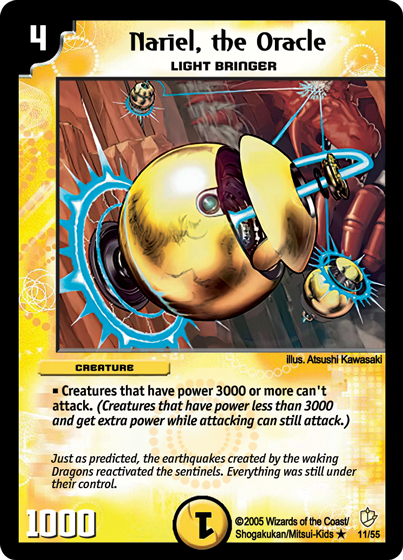 4
Nariel, the Oracle
LIGHT BRINGER
illus. Atsushi Kawasaki
CREATURE
▪ Creatures that have power 3000 or more can't
attack. (Creatures that have power less than 3000
and get extra power while attacking can still attack.)
Just as predicted, the earthquakes created by the waking
Dragons reactivated the sentinels. Everything was still under
their control.
1000
1
©2005 Wizards of the Coast/
Shogakukan/Mitsui-Kids ★ 11/55